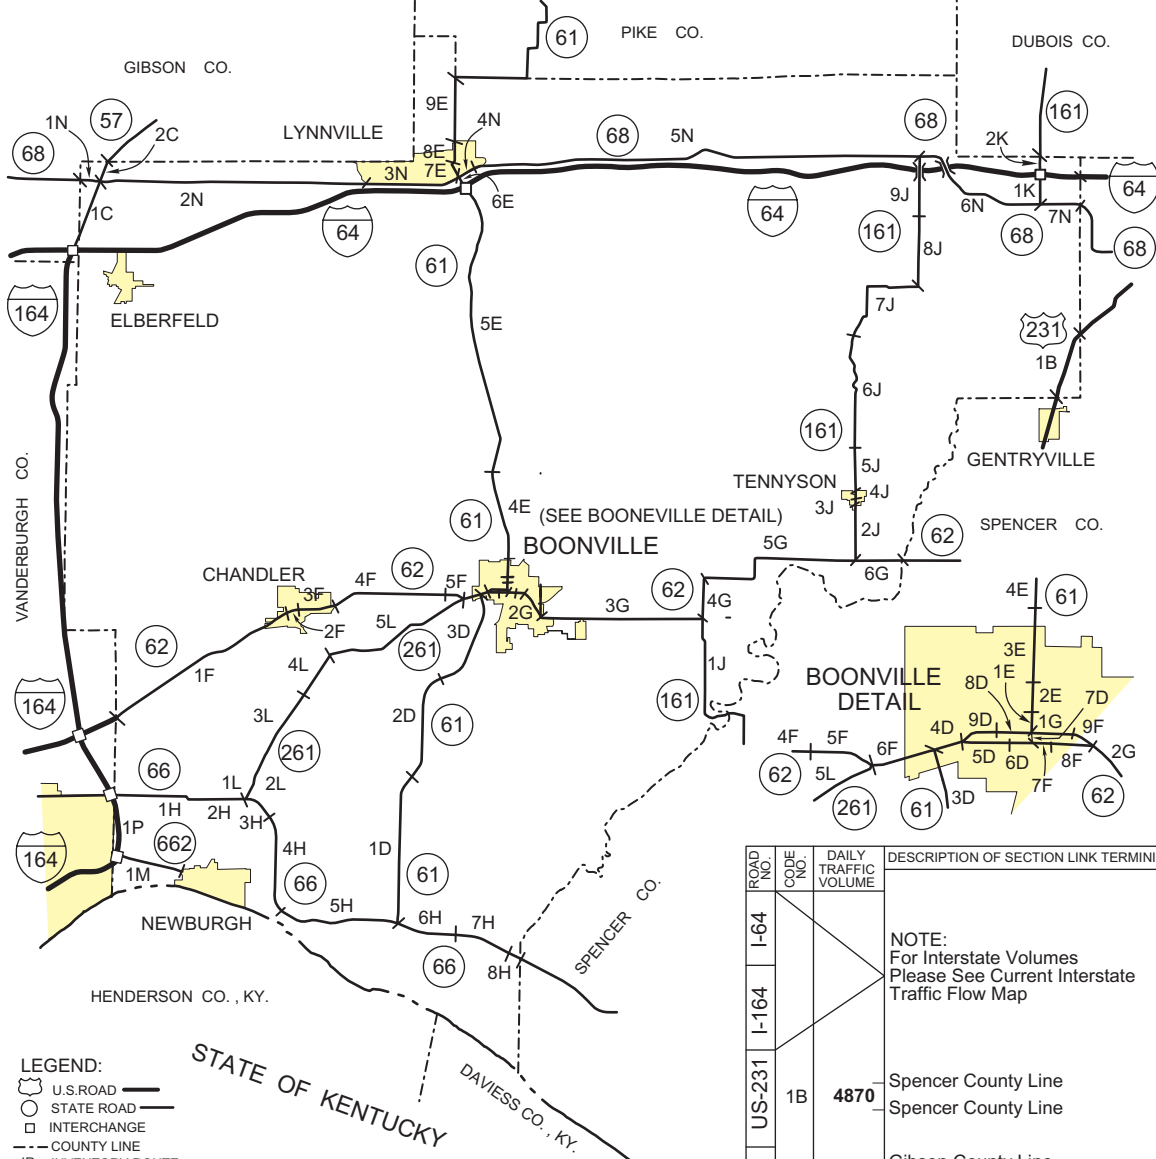 61
PIKE CO.
DUBOIS CO.
GIBSON CO.
9E
161
57
1N
2C
4N
LYNNVILLE
68
5N
68
2K
68
8E
7E
3N
1K
64
2N
6E
9J
6N
7N
1C
64
64
161
68
68
61
8J
164
7J
ELBERFELD
5E
231
1B
6J
161
GENTRYVILLE
VANDERBURGH CO.
5J
TENNYSON
4J
3J
4E
61
(SEE BOONEVILLE DETAIL)
2J
SPENCER CO.
62
BOONVILLE
5G
6G
CHANDLER
4F
62
5F
3F
62
4E
61
2G
3G
4G
2F
5L
3D
261
62
1F
4L
1J
3E
BOONVILLE
DETAIL
1E
8D
7D
2E
164
161
2D
61
3L
9D
1G
9F
4D
261
4F
5F
6F
5D
6D
8F
2G
7F
66
62
5L
261
61
3D
62
1L
2L
1H
2H
3H
1P
662
164
4H
1D
1M
61
66
NEWBURGH
5H
6H
7H
66
8H
SPENCER CO.
HENDERSON CO. , KY.
STATE OF KENTUCKY
DAVIESS CO. , KY.
LEGEND:
U.S.ROAD
STATE ROAD
INTERCHANGE
COUNTY LINE
ROAD NO.
CODE NO.
DAILY TRAFFIC VOLUME
DESCRIPTION OF SECTION LINK TERMINI
I-64
I-164
NOTE:
For Interstate Volumes
Please See Current Interstate
Traffic Flow Map
US-231
1B
4870
Spencer County Line
Spencer County Line
Gibson County Line